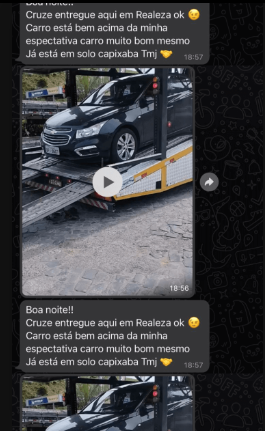 Boa noite!!
Cruze entregue aqui em Realeza ok 😉
Carro está bem acima da minha
espectativa carro muito bom mesmo
Já está em solo capixaba Tmj 🤝
18:57
18:56
Boa noite!!
Cruze entregue aqui em Realeza ok 😉
Carro está bem acima da minha
espectativa carro muito bom mesmo
Já está em solo capixaba Tmj 🤝
18:57